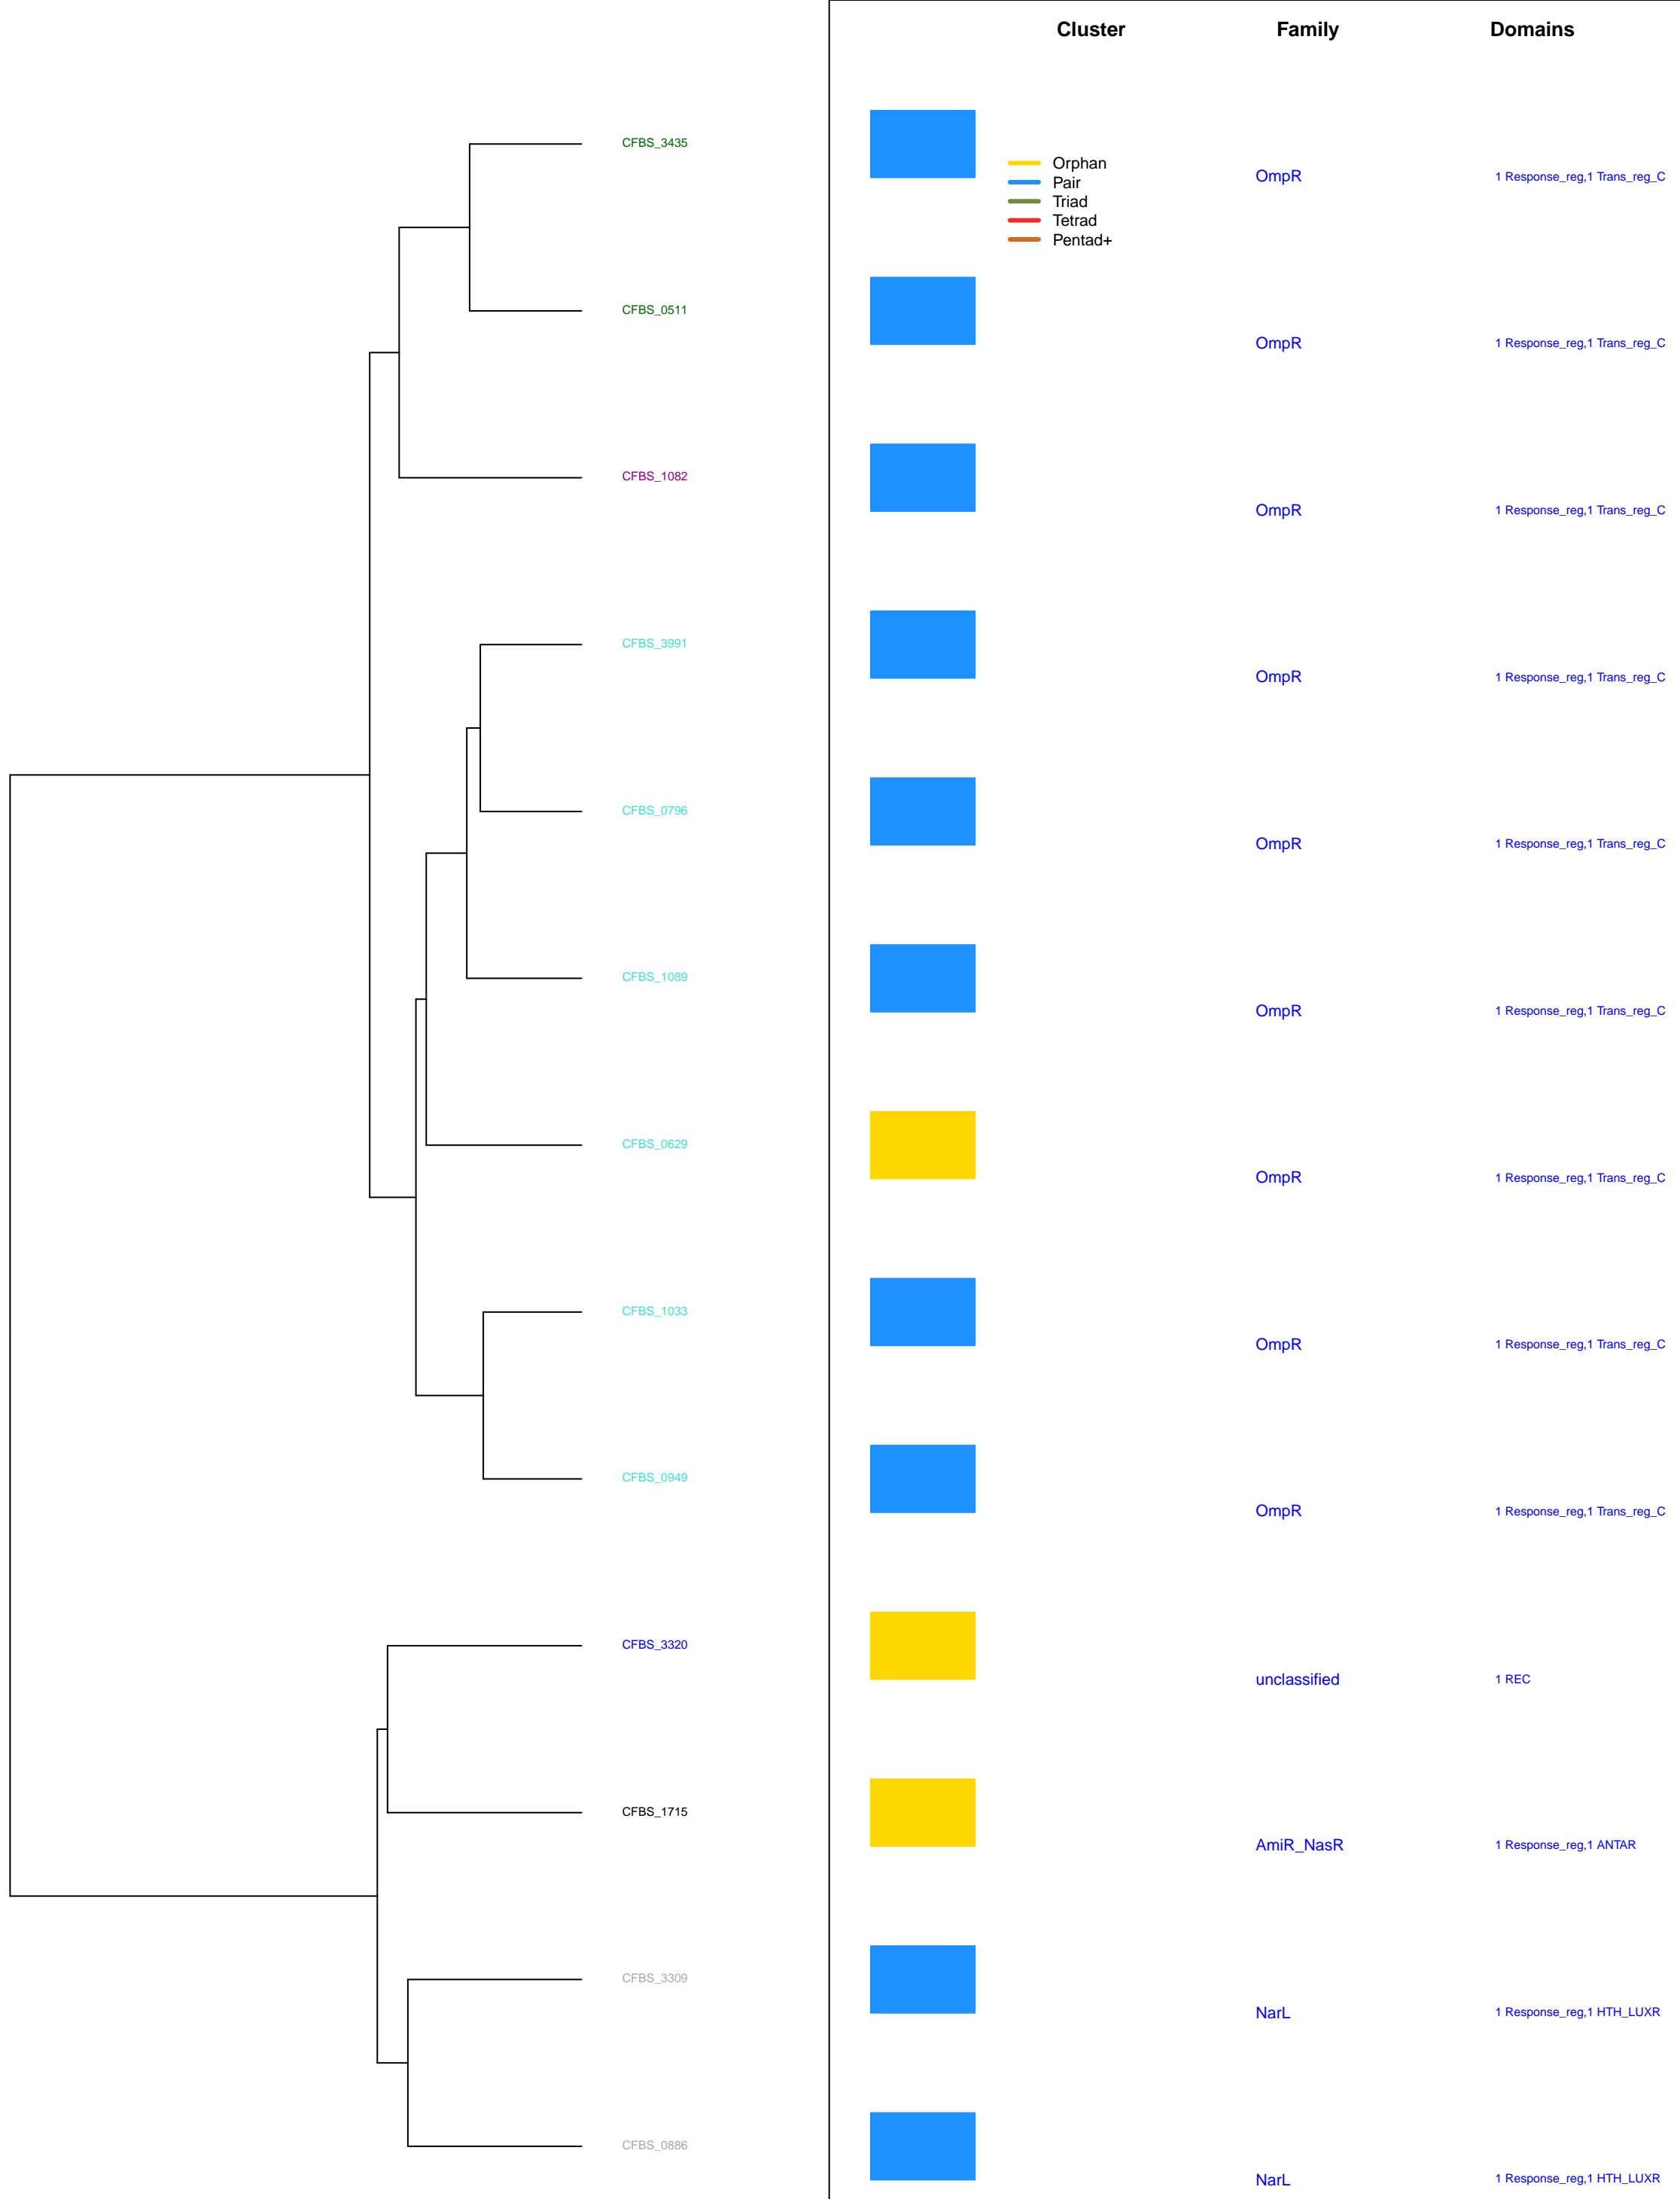 Cluster Family Domains
CFBS_3435
Orphan
Pair
Triad
Tetrad
Pentad+
OmpR 1 Response_reg,1 Trans_reg_C
CFBS_0511
OmpR 1 Response_reg,1 Trans_reg_C
CFBS_1082
OmpR 1 Response_reg,1 Trans_reg_C
CFBS_3991
OmpR 1 Response_reg,1 Trans_reg_C
CFBS_0796
OmpR 1 Response_reg,1 Trans_reg_C
CFBS_1089
OmpR 1 Response_reg,1 Trans_reg_C
CFBS_0629
OmpR 1 Response_reg,1 Trans_reg_C
CFBS_1033
OmpR 1 Response_reg,1 Trans_reg_C
CFBS_0949
OmpR 1 Response_reg,1 Trans_reg_C
CFBS_3320
unclassified 1 REC
CFBS_1715
AmiR_NasR 1 Response_reg,1 ANTAR
CFBS_3309
NarL 1 Response_reg,1 HTH_LUXR
CFBS_0886
NarL 1 Response_reg,1 HTH_LUXR